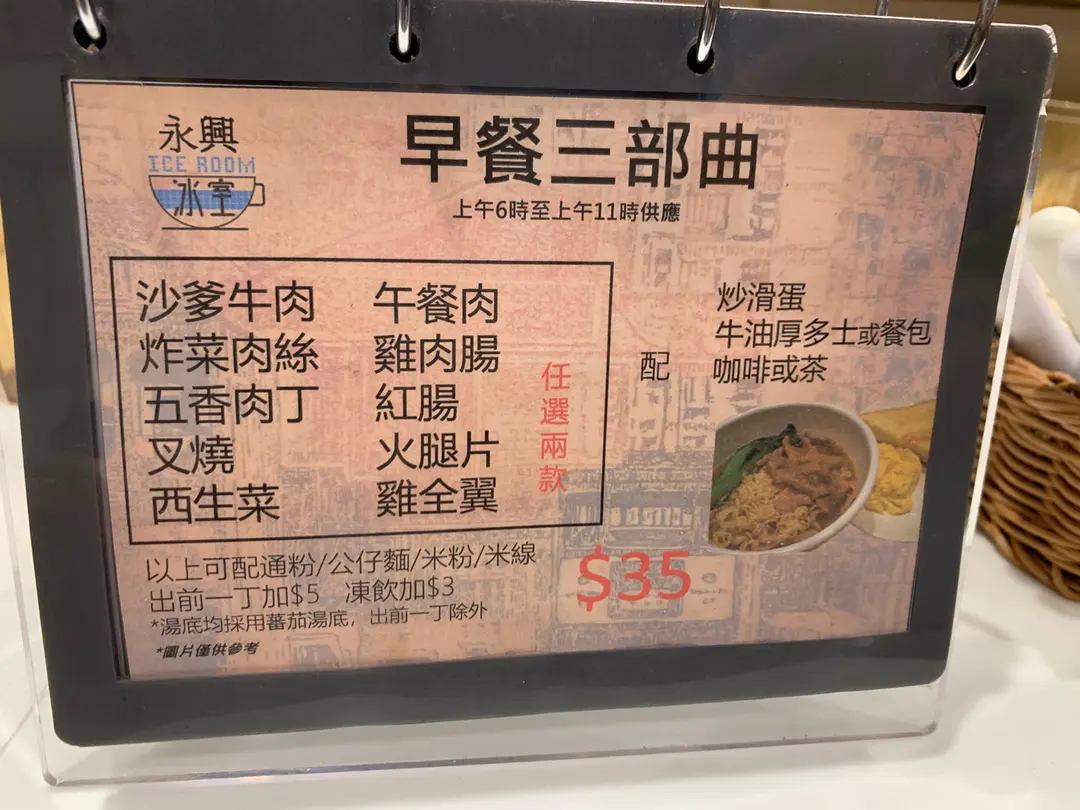 永興
ICE ROOM
冰室
早餐三部曲
上午6時至上午11時供應
沙爹牛肉 午餐肉
炸菜肉絲 雞肉腸
五香肉丁 紅腸
叉燒 火腿片
西生菜 雞全翼
任選兩款
配
炒滑蛋
牛油厚多士或餐包
咖啡或茶
以上可配通粉/公仔麵/米粉/米線
出前一丁加$5 凍飲加$3
*湯底均採用蕃茄湯底，出前一丁除外
*圖片僅供參考
$35